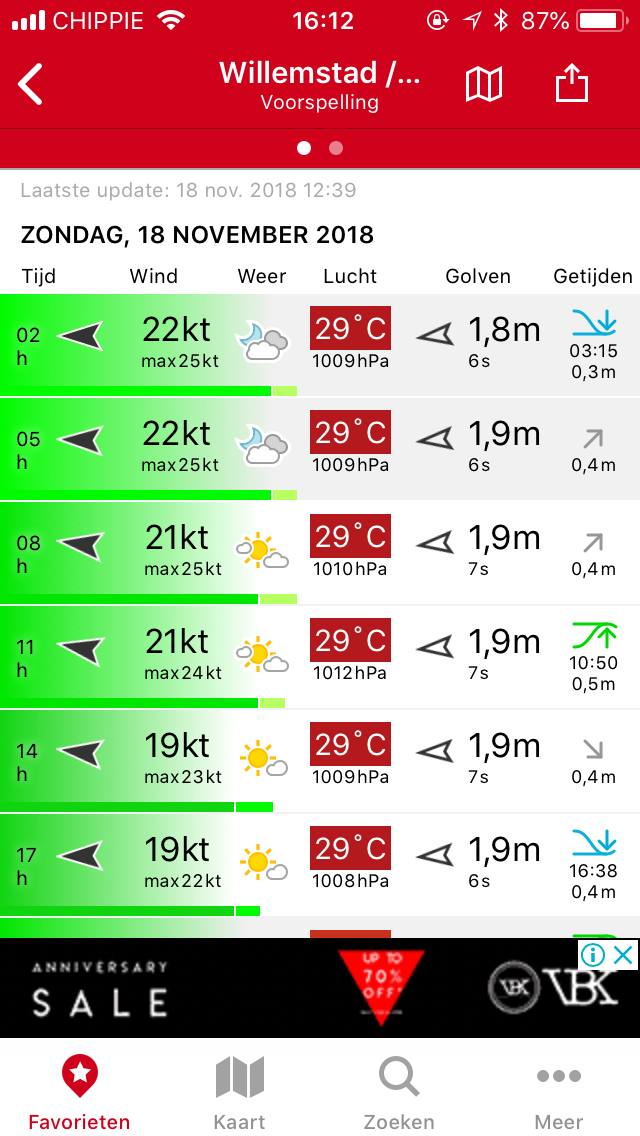 CHIPPIE 16:12 87%
Willemstad /...
Voorspelling
Laatste update: 18 nov. 2018 12:39
ZONDAG, 18 NOVEMBER 2018
Tijd Wind Weer Lucht Golven Getijden
02 h 22kt max25kt 29°C 1009hPa 1,8m 6s 03:15 0,3m
05 h 22kt max25kt 29°C 1009hPa 1,9m 6s 0,4m
08 h 21kt max25kt 29°C 1010hPa 1,9m 7s 0,4m
11 h 21kt max24kt 29°C 1012hPa 1,9m 7s 10:50 0,5m
14 h 19kt max23kt 29°C 1009hPa 1,9m 7s 0,4m
17 h 19kt max22kt 29°C 1008hPa 1,9m 6s 16:38 0,4m
ANNIVERSARY
SALE
UP TO
70%
OFF*
VBK VBK
Favorieten Kaart Zoeken Meer